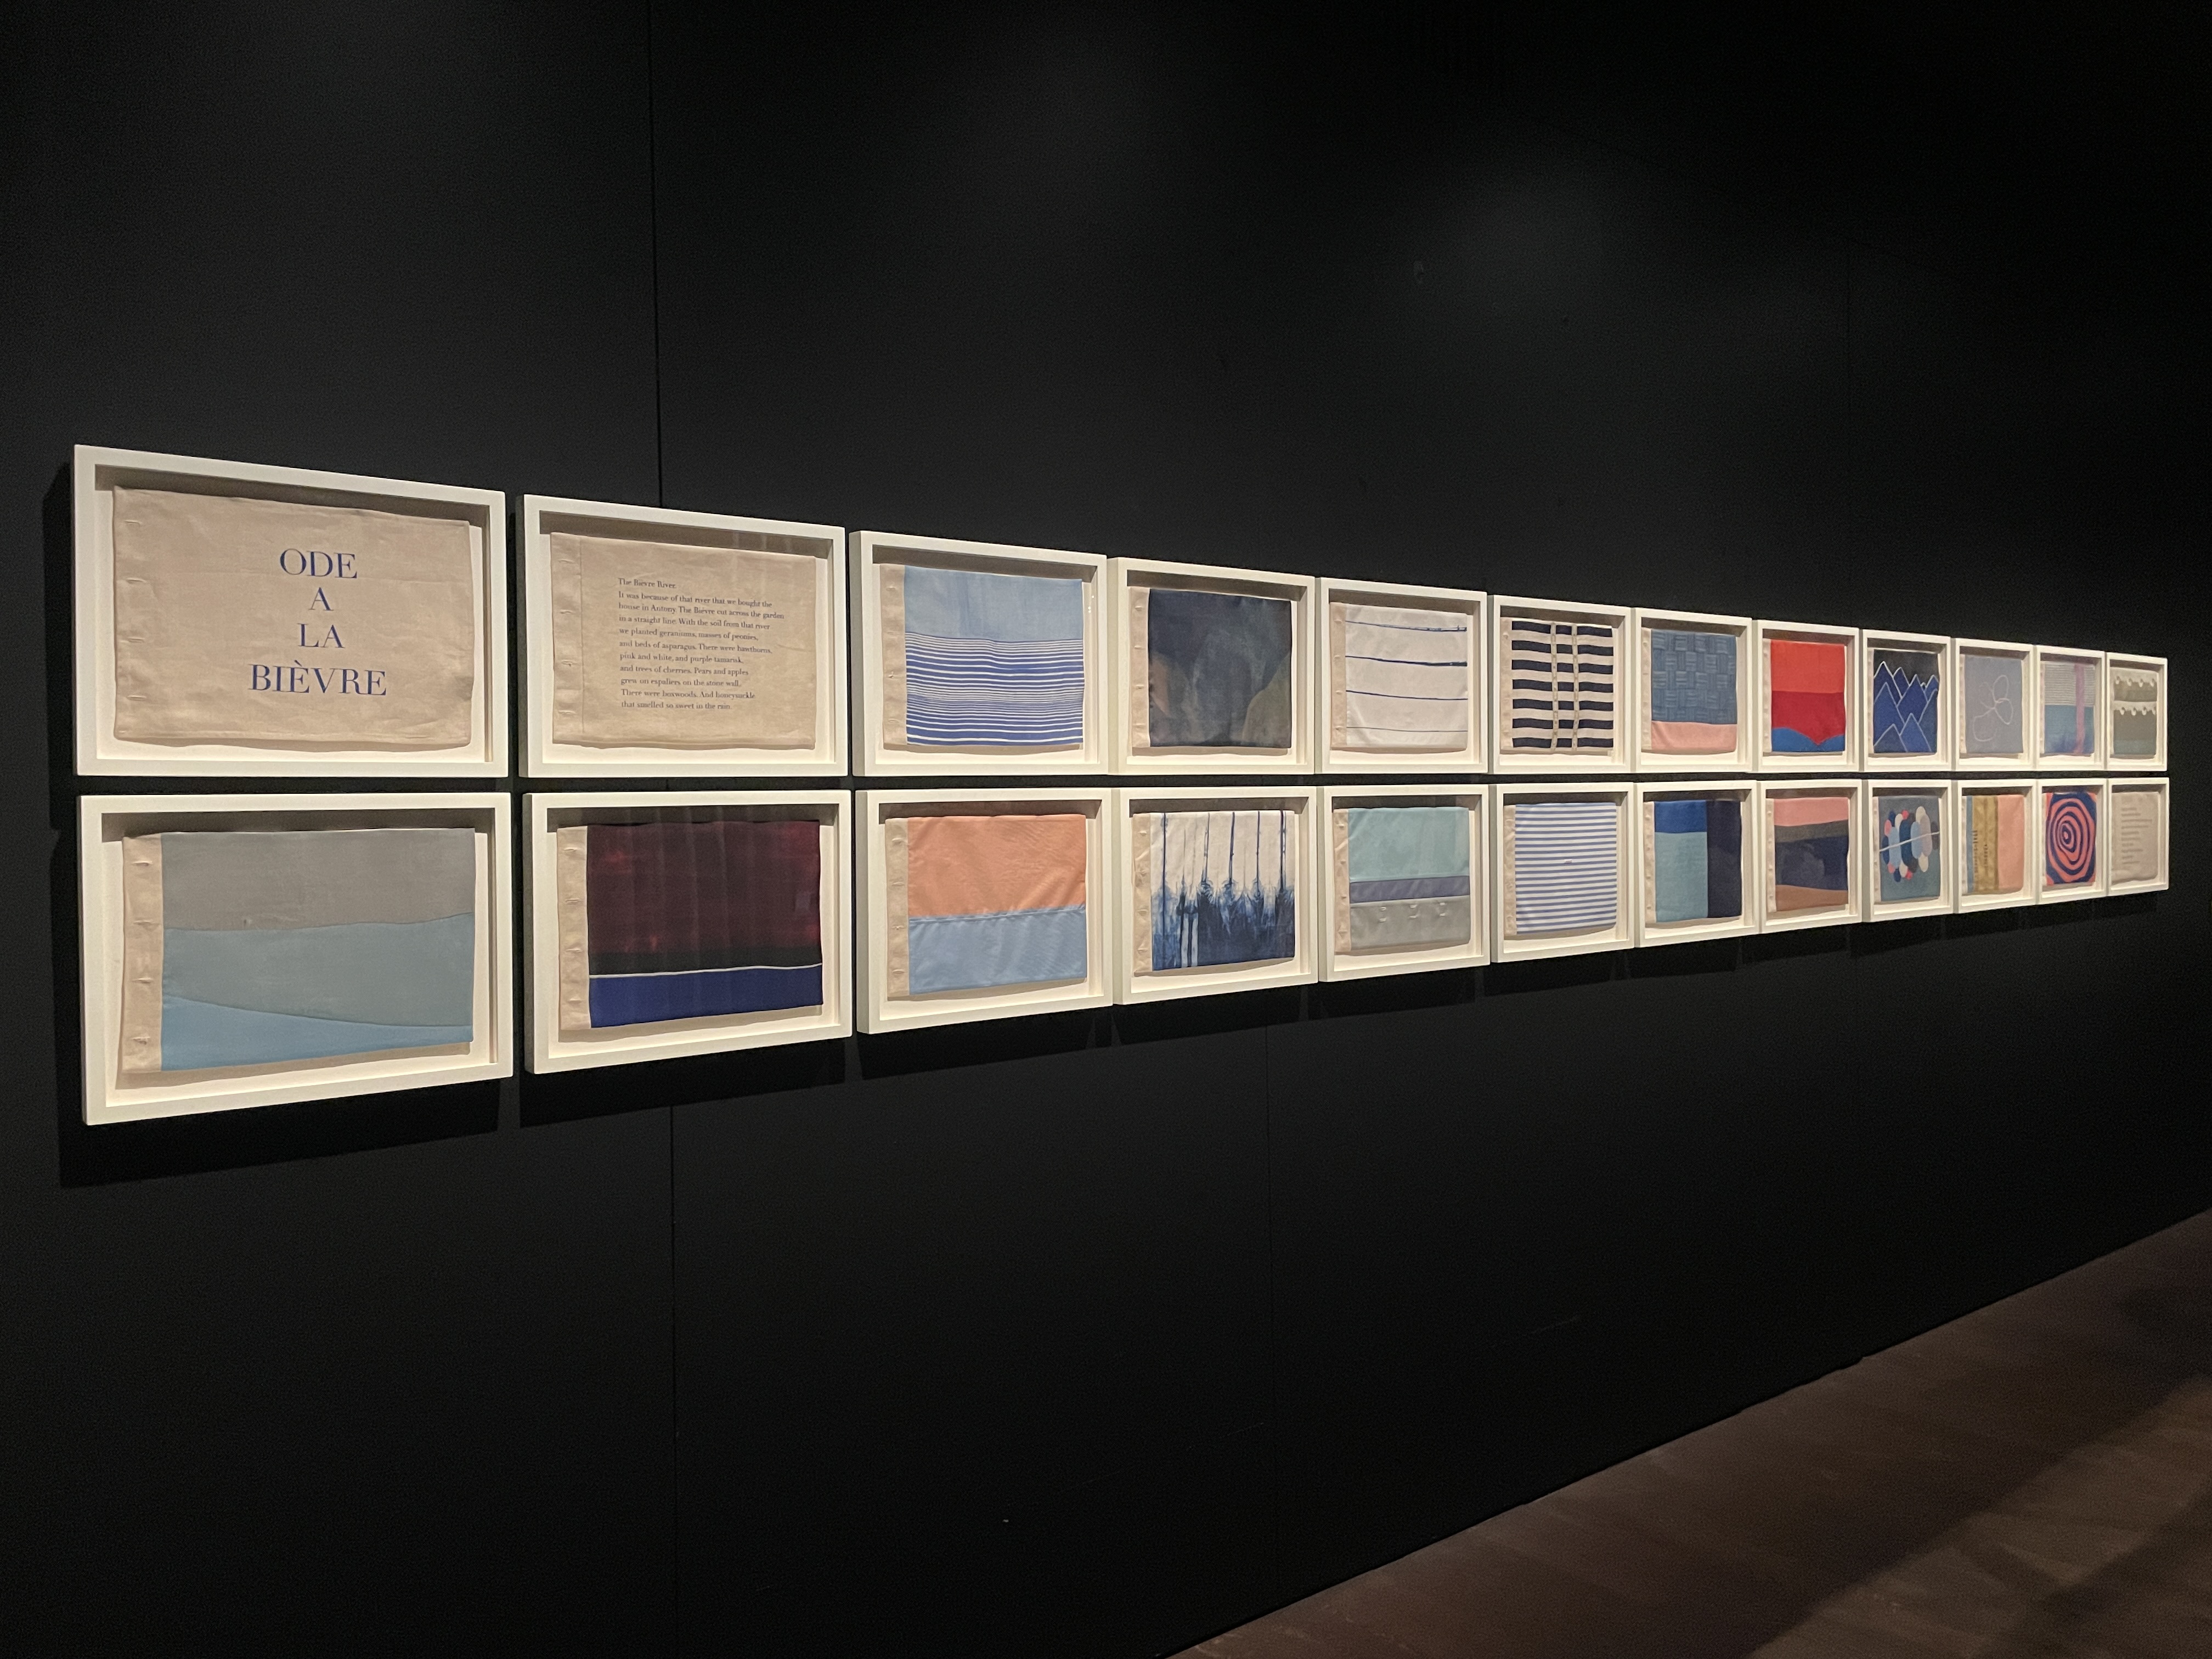 ODE
A
LA
BIÈVRE
The Bièvre River
It was because of that river that we bought the
house in Antony. The Bièvre cut across the garden
in a straight line. With the soil from that river
we planted geraniums, masses of peonies,
and beds of asparagus. There were hawthorns,
pink and white, and purple tamarisk,
and trees of cherries. Pears and apples
grew on espaliers on the stone wall.
There were boxwoods. And honeysuckle
that smelled so sweet in the rain.